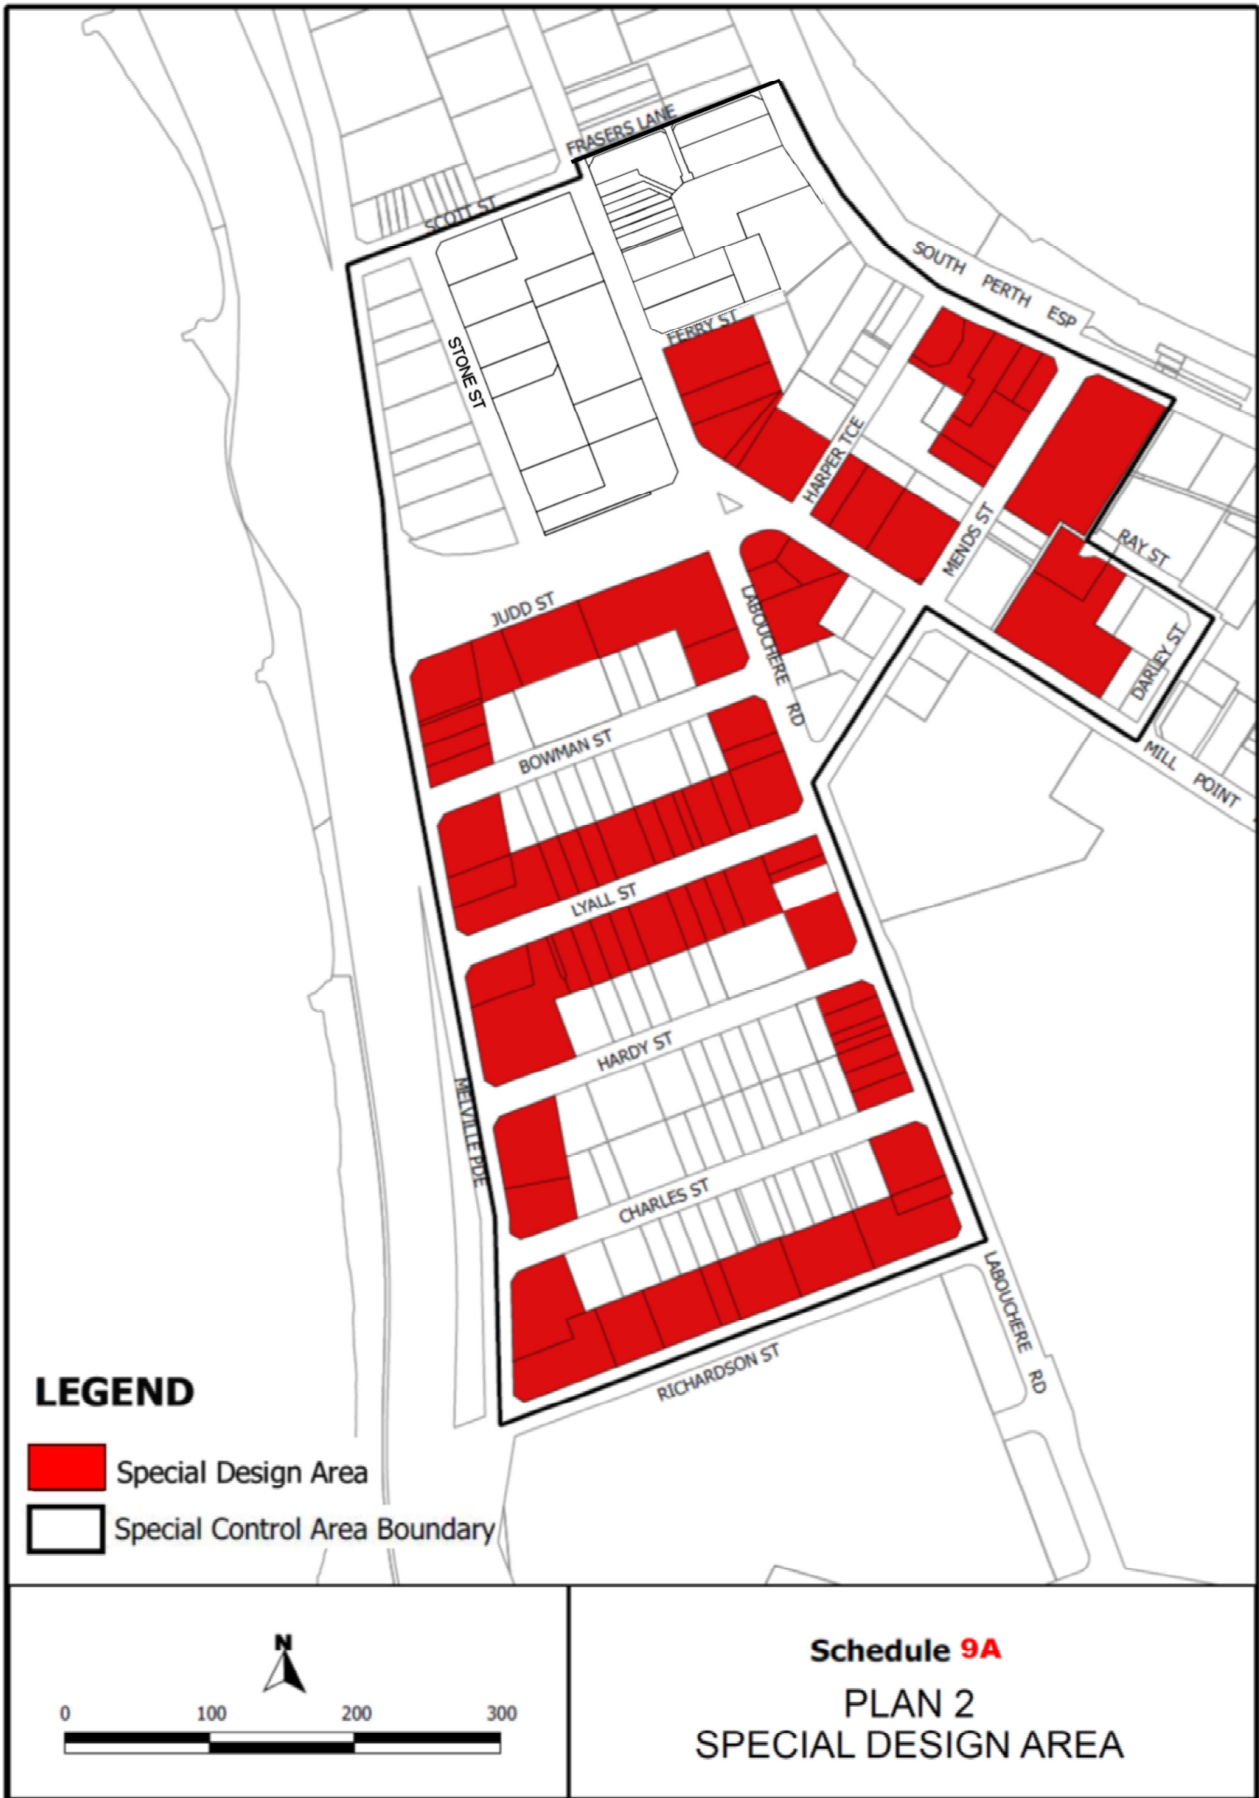 FRASERS LANE
SCOTT ST
SOUTH PERTH ESP
FERRY ST
STONE ST
HARPER TCE
MENDS ST
RAY ST
JUDD ST
LABOUCHERE RD
DARLEY ST
BOWMAN ST
MILL POINT
LYALL ST
HARDY ST
MELVILLE PDE
CHARLES ST
LABOUCHERE RD
RICHARDSON ST
LEGEND
Special Design Area
Special Control Area Boundary
N
0 100 200 300
Schedule 9A
PLAN 2
SPECIAL DESIGN AREA